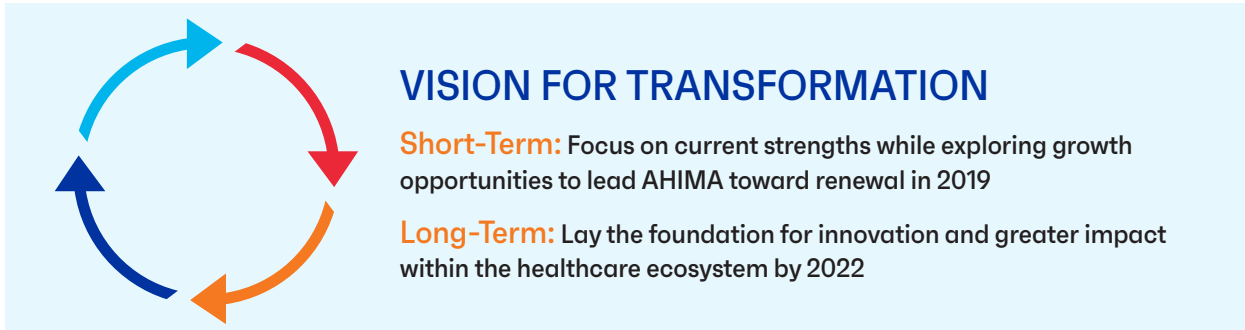 VISION FOR TRANSFORMATION
Short-Term: Focus on current strengths while exploring growth
opportunities to lead AHIMA toward renewal in 2019
Long-Term: Lay the foundation for innovation and greater impact
within the healthcare ecosystem by 2022